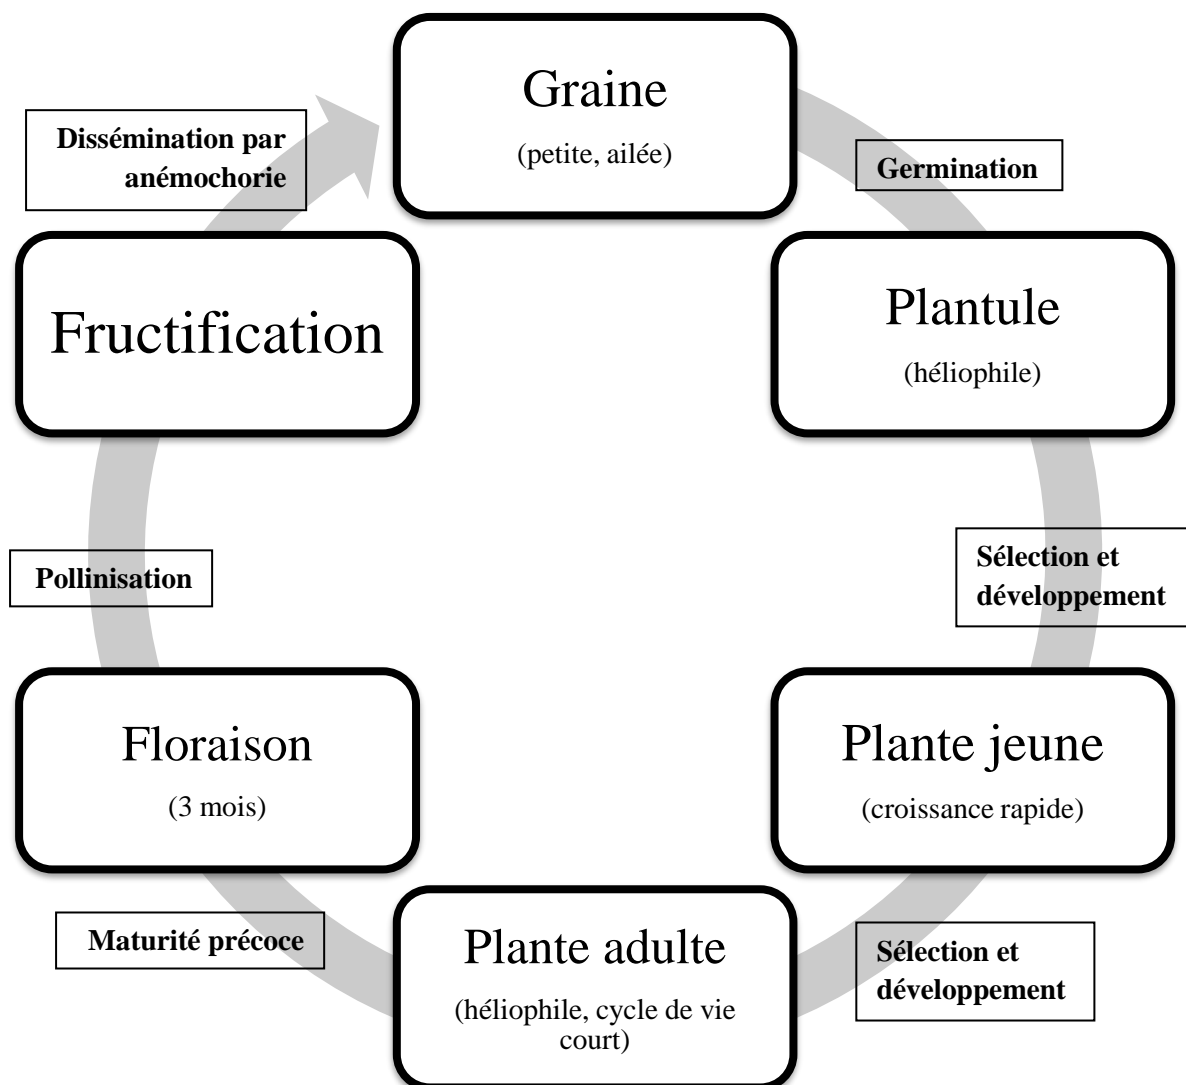 Graine
(petite, ailée)
Germination
Plantule
(héliophile)
Sélection et
développement
Plante jeune
(croissance rapide)
Sélection et
développement
Plante adulte
(héliophile, cycle de vie
court)
Maturité précoce
Floraison
(3 mois)
Pollinisation
Fructification
Dissémination par
anémochorie